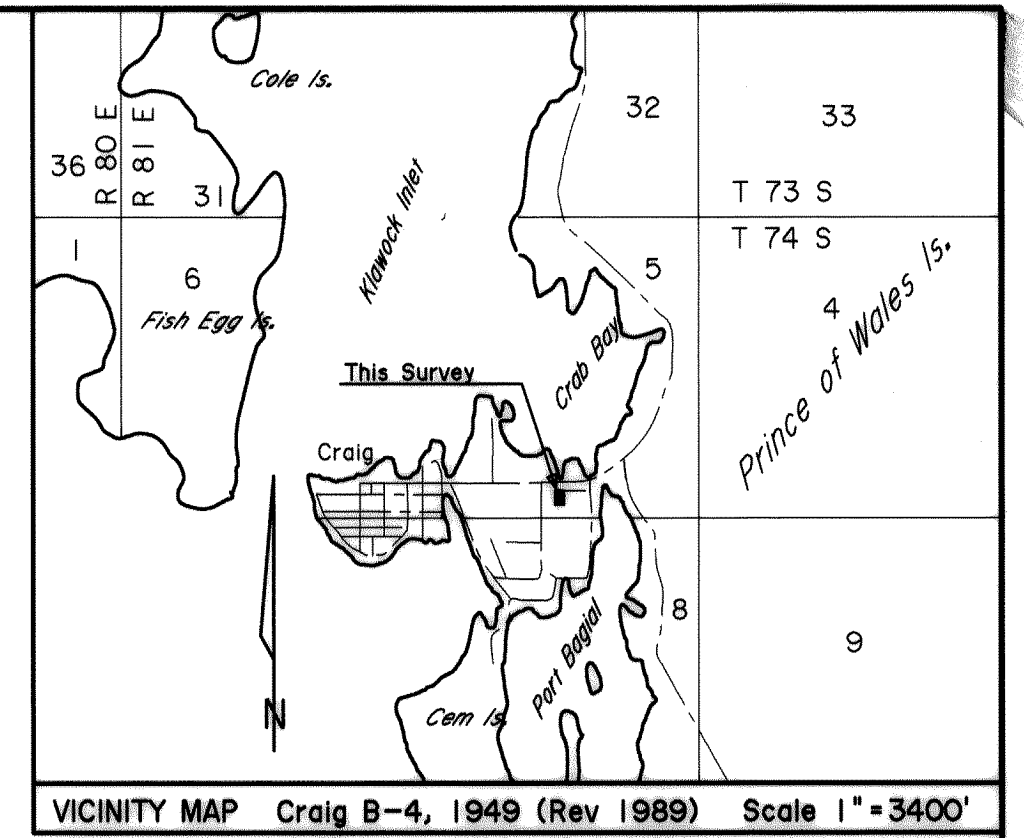 Cole Is.
32
33
36
R 80 E
R 81 E
31
T 73 S
T 74 S
1
6
5
4
Klawock Inlet
Fish Egg Is.
Prince of Wales Is.
This Survey
Crab Bay
Craig
8
9
Port Bagial
Cem Is.
N
VICINITY MAP Craig B-4, 1949 (Rev 1989) Scale 1" = 3400'